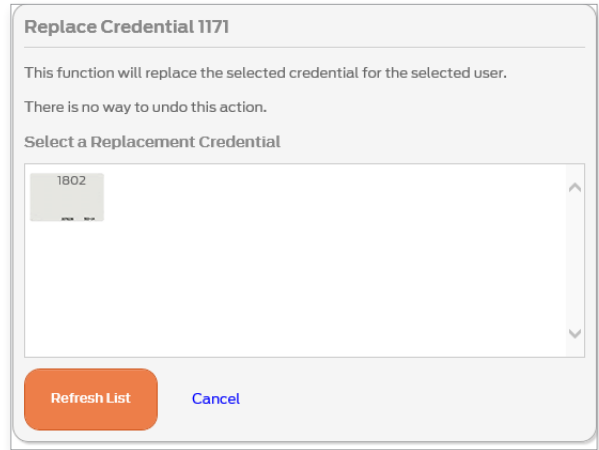 Replace Credential 1171
This function will replace the selected credential for the selected user.
There is no way to undo this action.
Select a Replacement Credential
1802
Refresh List
Cancel